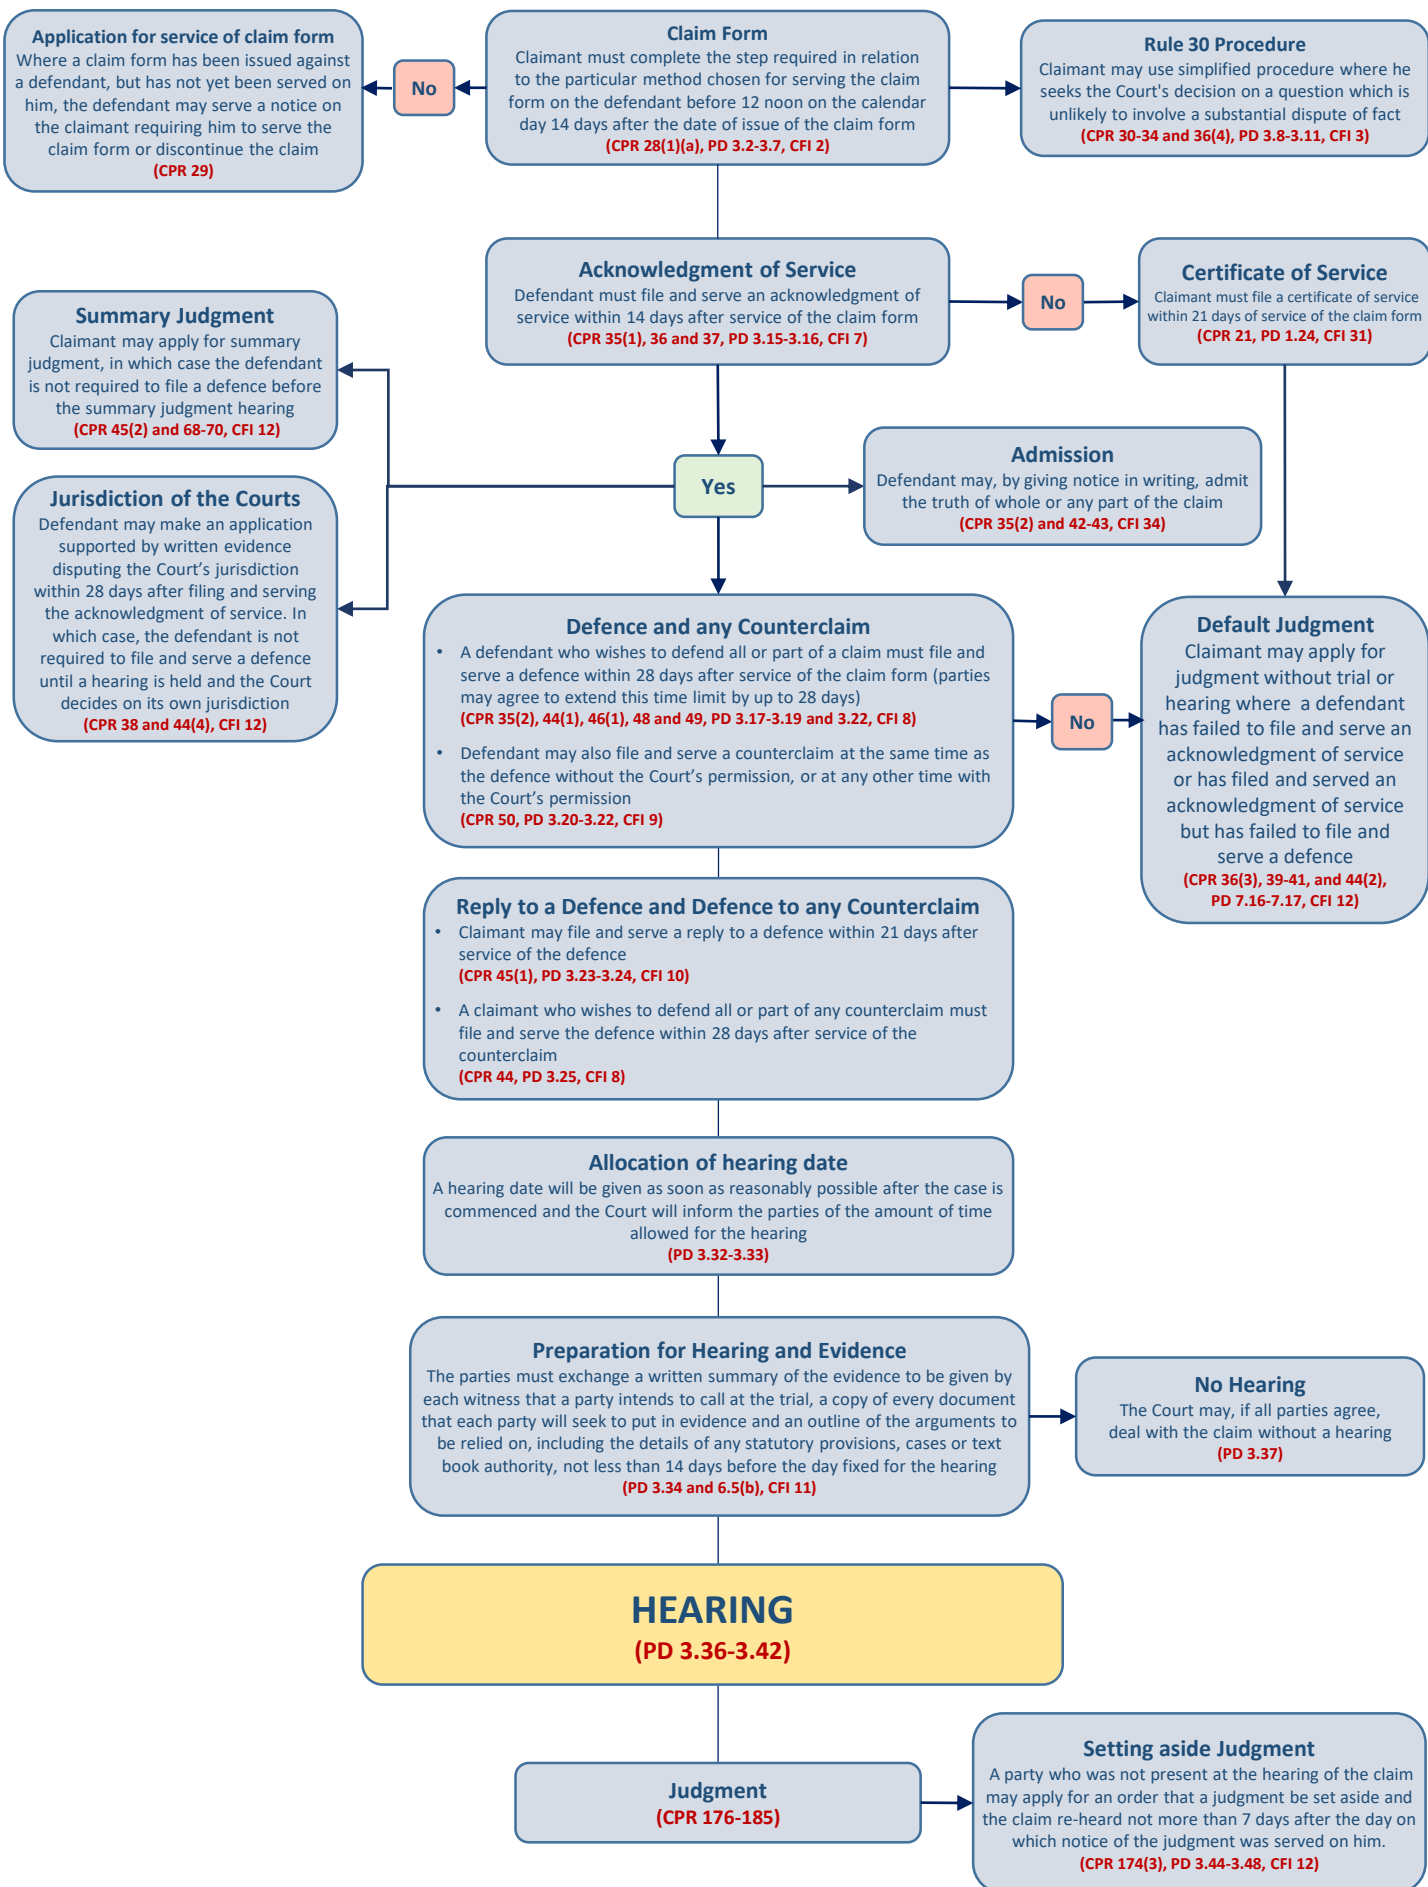 Application for service of claim form
Where a claim form has been issued against
a defendant, but has not yet been served on
him, the defendant may serve a notice on
the claimant requiring him to serve the
claim form or discontinue the claim
(CPR 29)
No
Claim Form
Claimant must complete the step required in relation
to the particular method chosen for serving the claim
form on the defendant before 12 noon on the calendar
day 14 days after the date of issue of the claim form
(CPR 28(1)(a), PD 3.2-3.7, CFI 2)
Rule 30 Procedure
Claimant may use simplified procedure where he
seeks the Court's decision on a question which is
unlikely to involve a substantial dispute of fact
(CPR 30-34 and 36(4), PD 3.8-3.11, CFI 3)
Acknowledgment of Service
Defendant must file and serve an acknowledgment of
service within 14 days after service of the claim form
(CPR 35(1), 36 and 37, PD 3.15-3.16, CFI 7)
No
Certificate of Service
Claimant must file a certificate of service
within 21 days of service of the claim form
(CPR 21, PD 1.24, CFI 31)
Summary Judgment
Claimant may apply for summary
judgment, in which case the defendant
is not required to file a defence before
the summary judgment hearing
(CPR 45(2) and 68-70, CFI 12)
Yes
Admission
Defendant may, by giving notice in writing, admit
the truth of whole or any part of the claim
(CPR 35(2) and 42-43, CFI 34)
Jurisdiction of the Courts
Defendant may make an application
supported by written evidence
disputing the Court’s jurisdiction
within 28 days after filing and serving
the acknowledgment of service. In
which case, the defendant is not
required to file and serve a defence
until a hearing is held and the Court
decides on its own jurisdiction
(CPR 38 and 44(4), CFI 12)
Defence and any Counterclaim
• A defendant who wishes to defend all or part of a claim must file and
serve a defence within 28 days after service of the claim form (parties
may agree to extend this time limit by up to 28 days)
(CPR 35(2), 44(1), 46(1), 48 and 49, PD 3.17-3.19 and 3.22, CFI 8)
• Defendant may also file and serve a counterclaim at the same time as
the defence without the Court’s permission, or at any other time with
the Court’s permission
(CPR 50, PD 3.20-3.22, CFI 9)
No
Default Judgment
Claimant may apply for
judgment without trial or
hearing where a defendant
has failed to file and serve an
acknowledgment of service
or has filed and served an
acknowledgment of service
but has failed to file and
serve a defence
(CPR 36(3), 39-41, and 44(2),
PD 7.16-7.17, CFI 12)
Reply to a Defence and Defence to any Counterclaim
• Claimant may file and serve a reply to a defence within 21 days after
service of the defence
(CPR 45(1), PD 3.23-3.24, CFI 10)
• A claimant who wishes to defend all or part of any counterclaim must
file and serve the defence within 28 days after service of the
counterclaim
(CPR 44, PD 3.25, CFI 8)
Allocation of hearing date
A hearing date will be given as soon as reasonably possible after the case is
commenced and the Court will inform the parties of the amount of time
allowed for the hearing
(PD 3.32-3.33)
Preparation for Hearing and Evidence
The parties must exchange a written summary of the evidence to be given by
each witness that a party intends to call at the trial, a copy of every document
that each party will seek to put in evidence and an outline of the arguments to
be relied on, including the details of any statutory provisions, cases or text
book authority, not less than 14 days before the day fixed for the hearing
(PD 3.34 and 6.5(b), CFI 11)
No Hearing
The Court may, if all parties agree,
deal with the claim without a hearing
(PD 3.37)
HEARING
(PD 3.36-3.42)
Judgment
(CPR 176-185)
Setting aside Judgment
A party who was not present at the hearing of the claim
may apply for an order that a judgment be set aside and
the claim re-heard not more than 7 days after the day on
which notice of the judgment was served on him.
(CPR 174(3), PD 3.44-3.48, CFI 12)